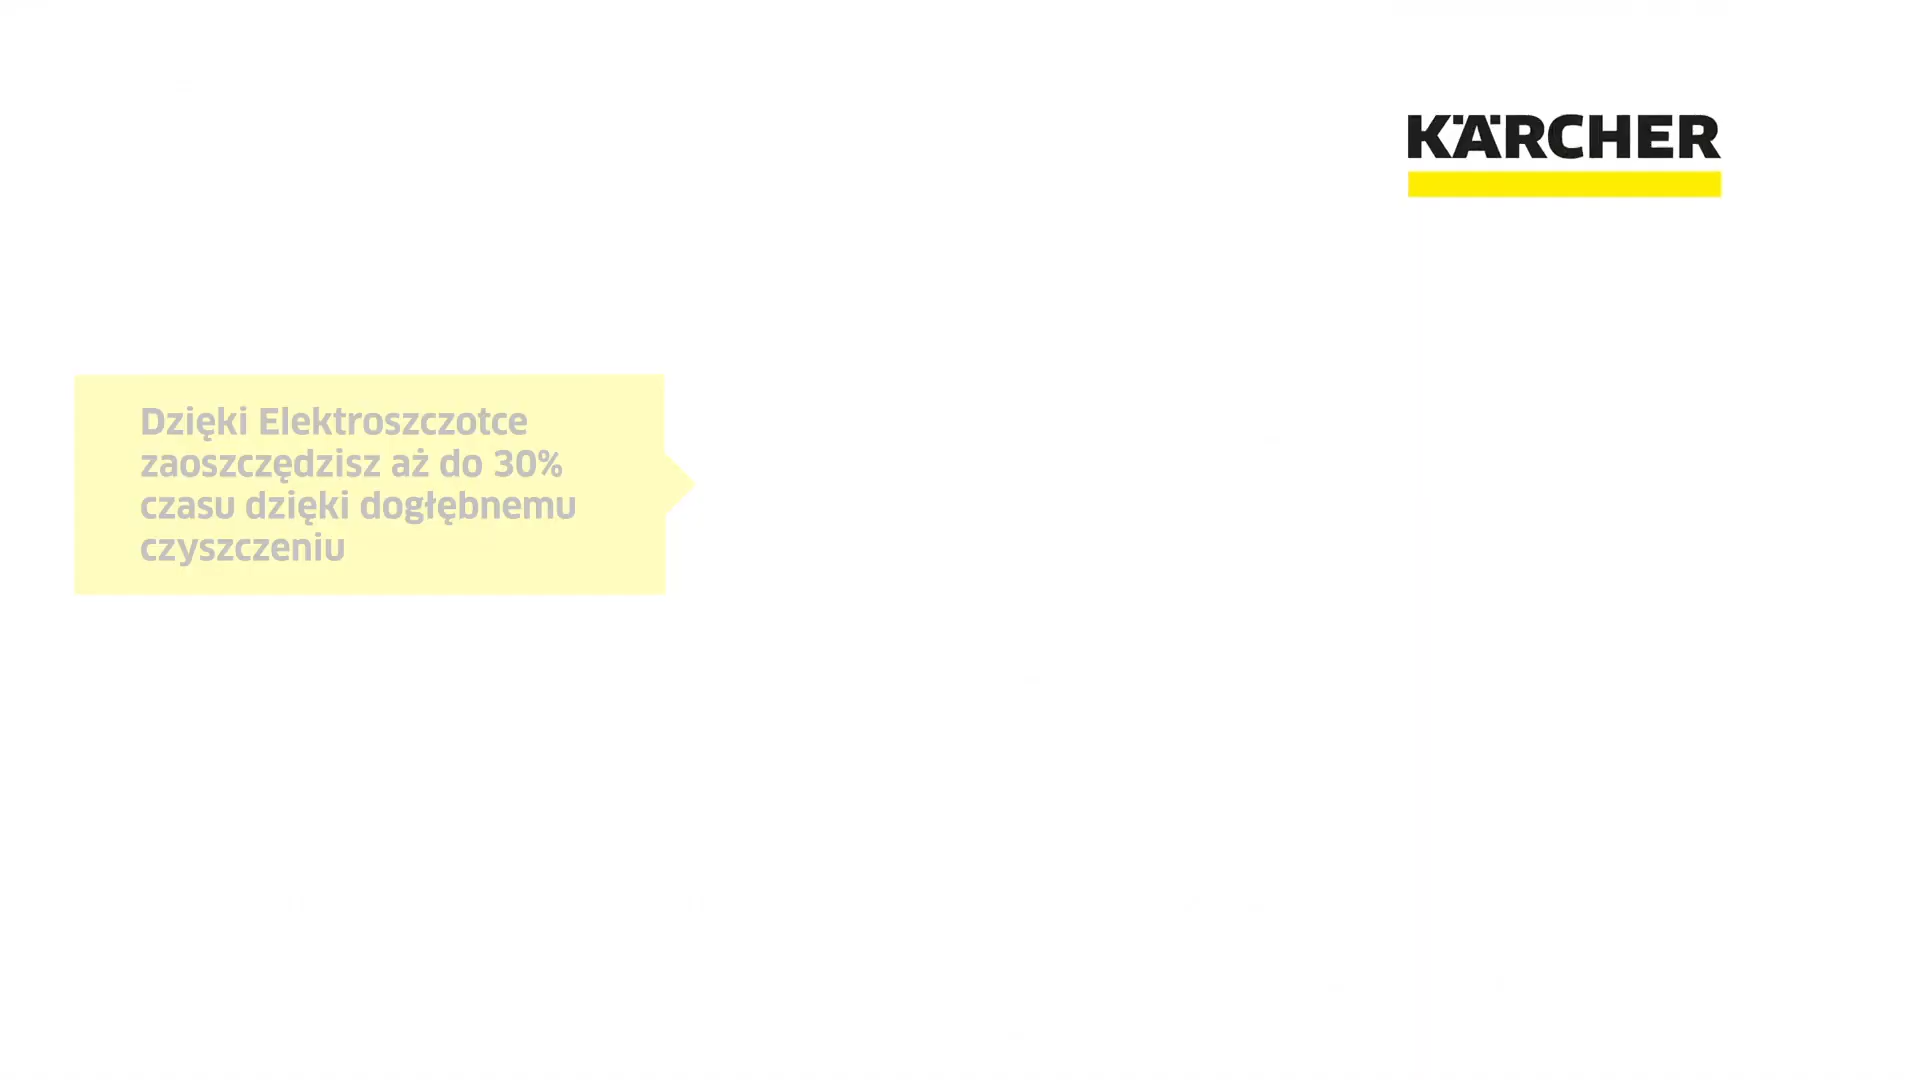 KÄRCHER
Dzięki Elektroszczotce
zaoszczędzisz aż do 30%
czasu dzięki dogłębnemu
czyszczeniu